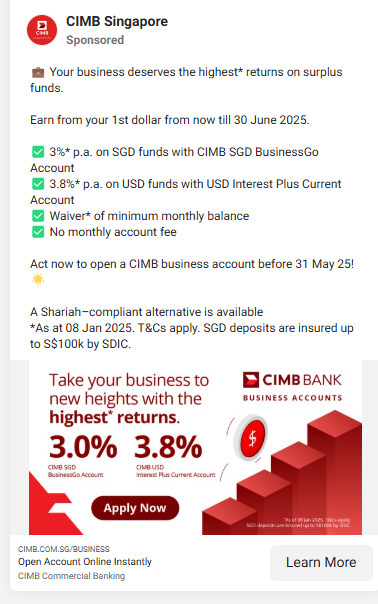 CIMB Singapore
Sponsored
💼 Your business deserves the highest* returns on surplus
funds.
Earn from your 1st dollar from now till 30 June 2025.
✅ 3%* p.a. on SGD funds with CIMB SGD BusinessGo
Account
✅ 3.8%* p.a. on USD funds with USD Interest Plus Current
Account
✅ Waiver* of minimum monthly balance
✅ No monthly account fee
Act now to open a CIMB business account before 31 May 25!
🌟
A Shariah–compliant alternative is available
*As at 08 Jan 2025. T&Cs apply. SGD deposits are insured up
to S$100k by SDIC.
Take your business to
new heights with the
highest* returns.
3.0% 3.8%
CIMB SGD
BusinessGo Account
CIMB USD
Interest Plus Current Account
Apply Now
CIMB BANK
BUSINESS ACCOUNTS
$
*As of 08 Jan 2025. T&Cs apply.
SGD deposits are insured up to S$100k by SDIC.
CIMB.COM.SG/BUSINESS
Open Account Online Instantly
CIMB Commercial Banking
Learn More